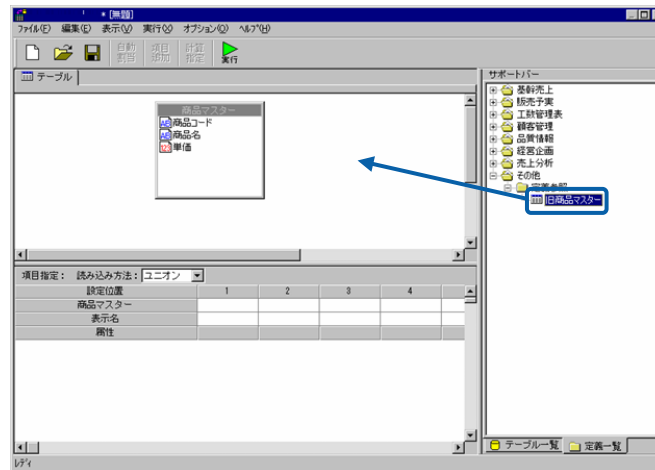 * [無題]
ファイル(F) 編集(E) 表示(V) 実行(X) オプション(O) ヘルプ(H)
自動割当 項目追加 計算指定 実行
テーブル
商品マスター
商品コード
商品名
単価
項目指定： 読み込み方法： ユニオン
設定位置 1 2 3 4
商品マスター
表示名
属性
レディ
サポートバー
基幹売上
販売予実
工数管理表
顧客管理
品質情報
経営企画
売上分析
その他
定義参照
旧商品マスター
テーブル一覧 定義一覧